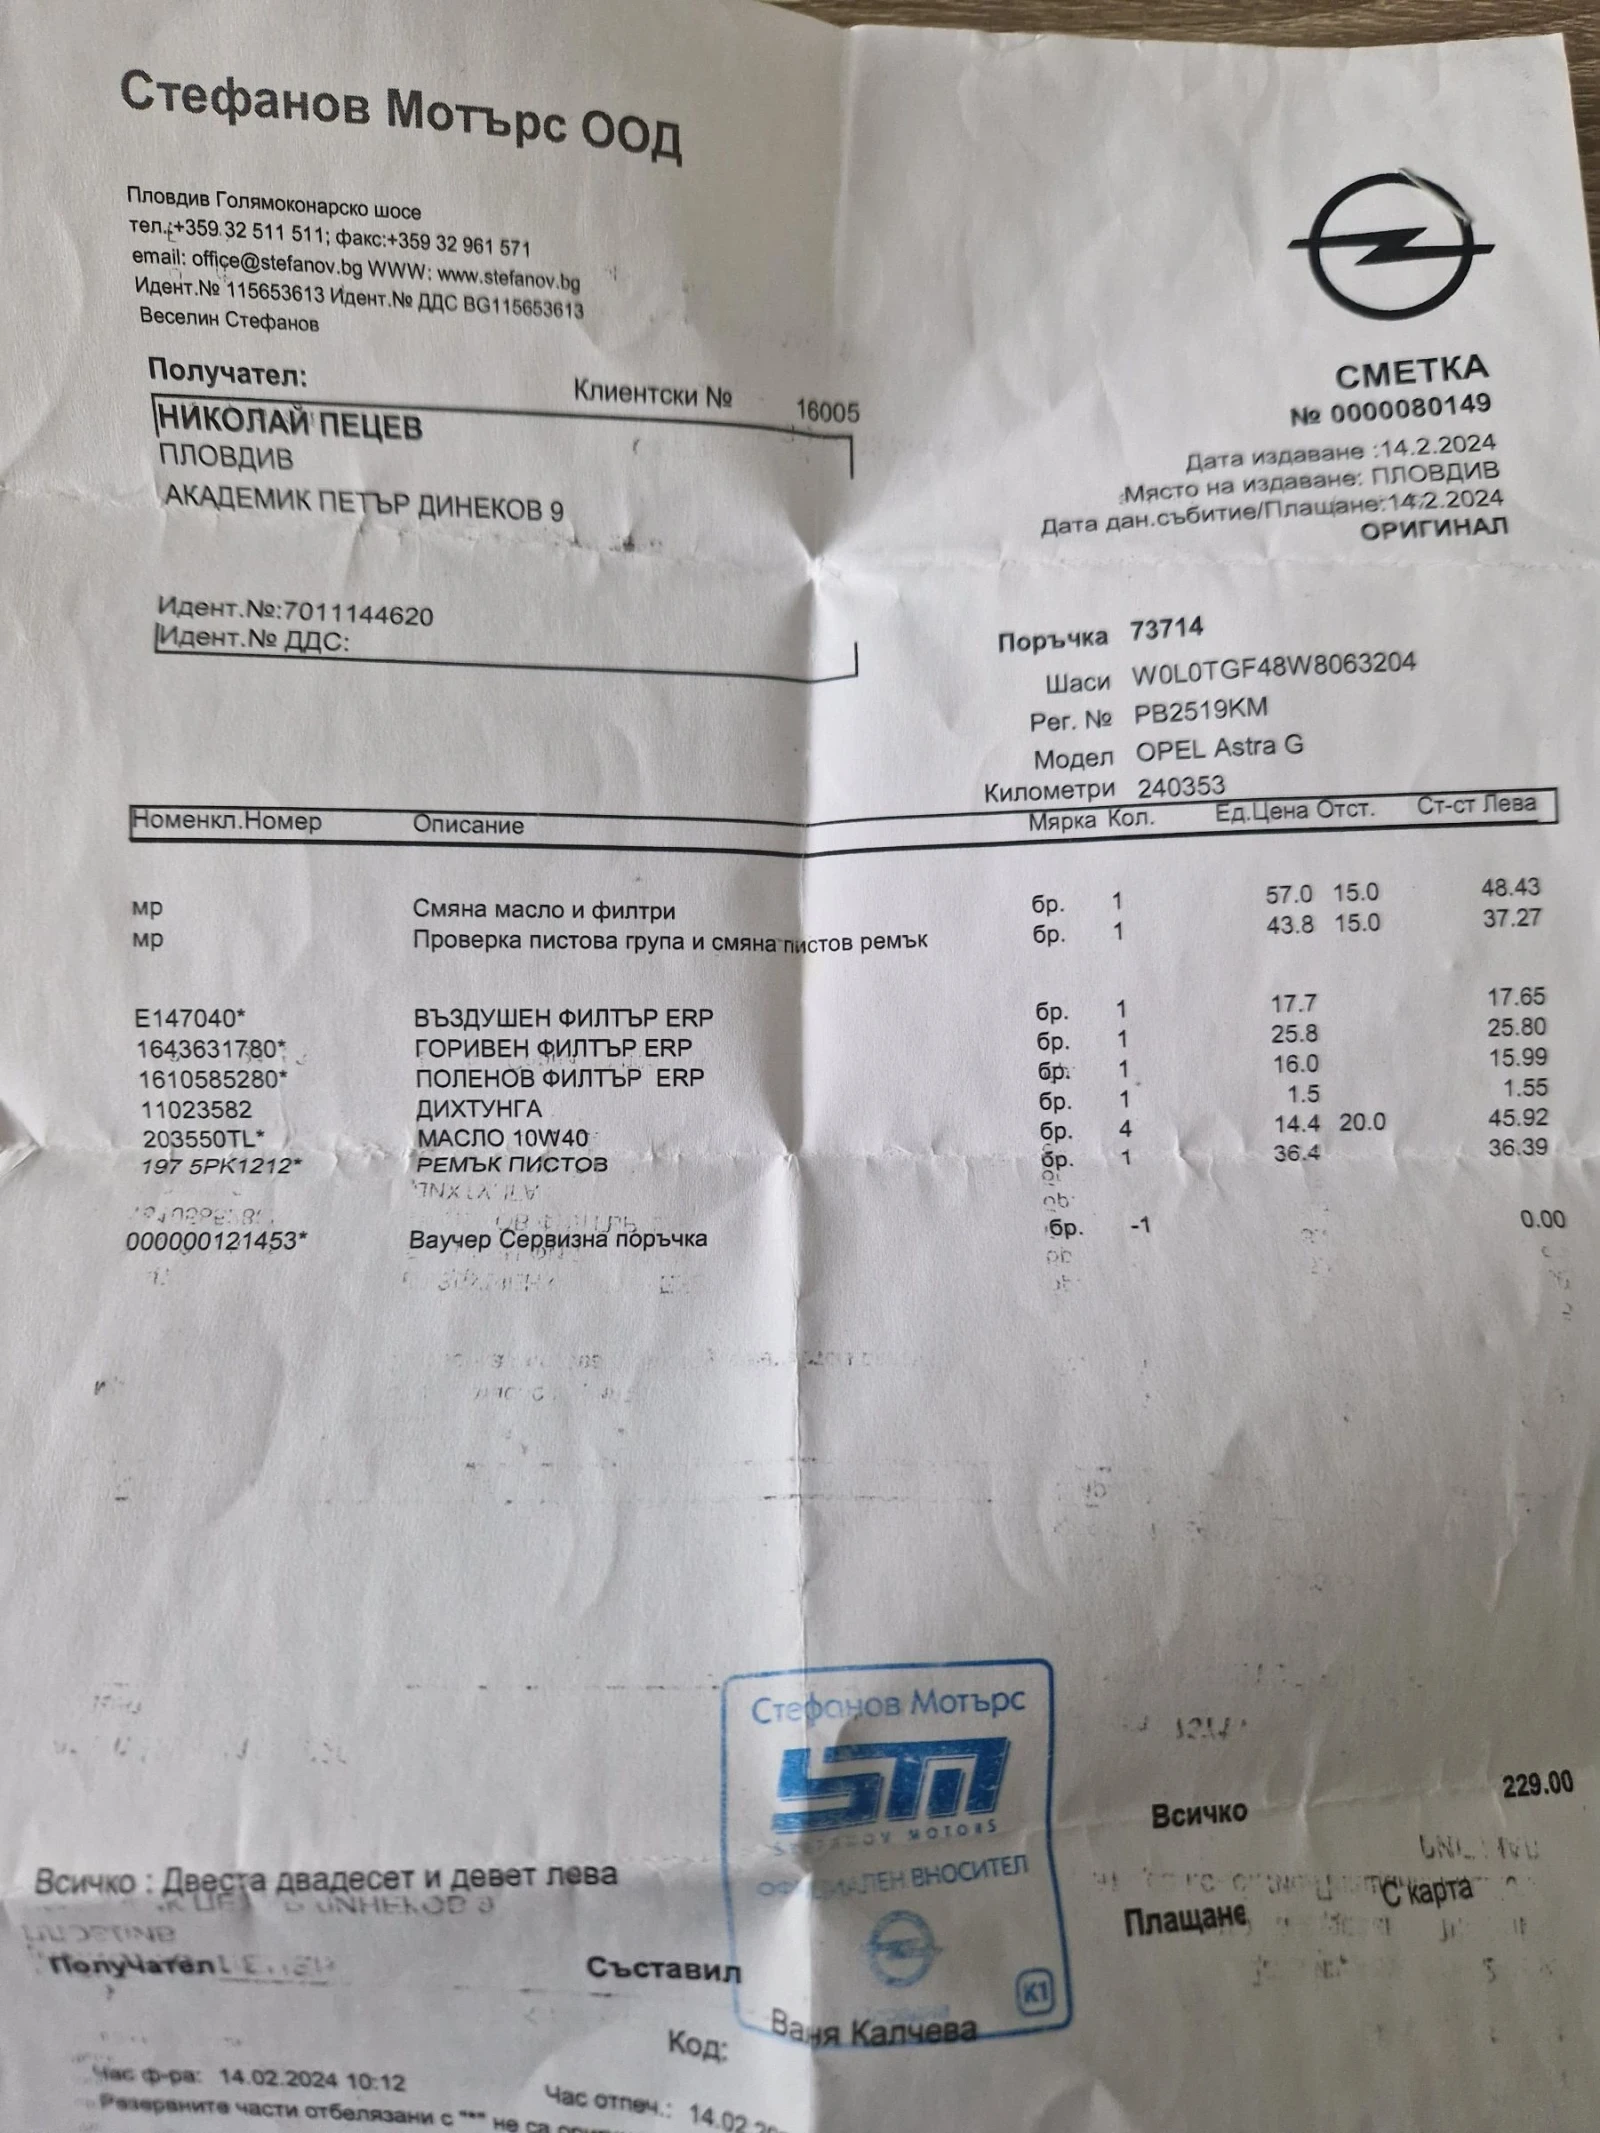 Стефанов Мотърс ООД
Пловдив Голямоконарско шосе
тел.:+359 32 511 511; факс:+359 32 961 571
email: office@stefanov.bg WWW: www.stefanov.bg
Идент.№ 115653613 Идент.№ ДДС BG115653613
Веселин Стефанов
Получател: Клиентски № 16005
НИКОЛАЙ ПЕЦЕВ
ПЛОВДИВ
АКАДЕМИК ПЕТЪР ДИНЕКОВ 9
Идент.№:7011144620
Идент.№ ДДС:
СМЕТКА
№ 0000080149
Дата издаване :14.2.2024
Място на издаване: ПЛОВДИВ
Дата дан.събитие/Плащане:14.2.2024
ОРИГИНАЛ
Поръчка 73714
Шаси W0L0TGF48W8063204
Рег. № PB2519KM
Модел OPEL Astra G
Километри 240353
Номенкл.Номер Описание Мярка Кол. Ед.Цена Отст. Ст-ст Лева
мр Смяна масло и филтри бр. 1 57.0 15.0 48.43
мр Проверка пистова група и смяна пистов ремък бр. 1 43.8 15.0 37.27
E147040* ВЪЗДУШЕН ФИЛТЪР ERP бр. 1 17.7 17.65
1643631780* ГОРИВЕН ФИЛТЪР ERP бр. 1 25.8 25.80
1610585280* ПОЛЕНОВ ФИЛТЪР ERP бр. 1 16.0 15.99
11023582 ДИХТУНГА бр. 1 1.5 1.55
203550TL* МАСЛО 10W40 бр. 4 14.4 20.0 45.92
197 5PK1212* РЕМЪК ПИСТОВ бр. 1 36.4 36.39
000000121453* Ваучер Сервизна поръчка бр. -1 0.00
Стефанов Мотърс
STM
STEFANOV MOTORS
ОФИЦИАЛЕН ВНОСИТЕЛ
K1
Всичко 229.00
Всичко : Двеста двадесет и девет лева
Плащане С карта
Получател Съставил
Код: Ваня Калчева
Час ф-ра: 14.02.2024 10:12
Час отпеч.: 14.02.20
Резервните части отбелязани с "*" не са